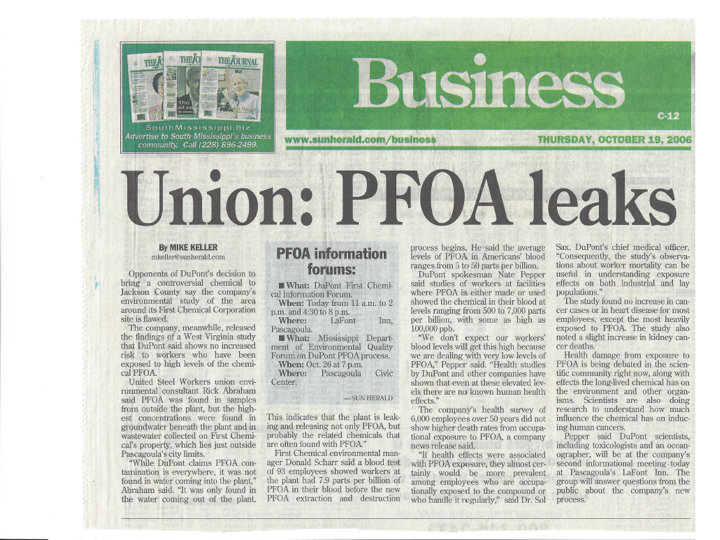 THE JOURNAL
SouthMississippi.biz
Advertise to South Mississippi's business
community. Call (228) 896-2499.
Business
C-12
www.sunherald.com/business
THURSDAY, OCTOBER 19, 2006
Union: PFOA leaks
By MIKE KELLER
mkeller@sunherald.com
Opponents of DuPont's decision to
bring a controversial chemical to
Jackson County say the company's
environmental study of the area
around its First Chemical Corporation
site is flawed.
The company, meanwhile, released
the findings of a West Virginia study
that DuPont said shows no increased
risk to workers who have been
exposed to high levels of the chemi-
cal PFOA.
United Steel Workers union envi-
ronmental consultant Rick Abraham
said PFOA was found in samples
from outside the plant, but the high-
est concentrations were found in
groundwater beneath the plant and in
wastewater collected on First Chemi-
cal's property, which lies just outside
Pascagoula's city limits.
"While DuPont claims PFOA con-
tamination is everywhere, it was not
found in water coming into the plant,"
Abraham said. "It was only found in
the water coming out of the plant.
PFOA information
forums:
■ What: DuPont First Chemi-
cal Information Forum.
When: Today from 11 a.m. to 2
p.m. and 4:30 to 8 p.m.
Where: LaFont Inn,
Pascagoula.
■ What: Mississippi Depart-
ment of Environmental Quality
Forum on DuPont PFOA process.
When: Oct. 26 at 7 p.m.
Where: Pascagoula Civic
Center.
— SUN HERALD
This indicates that the plant is leak-
ing and releasing not only PFOA, but
probably the related chemicals that
are often found with PFOA."
First Chemical environmental man-
ager Donald Scharr said a blood test
of 93 employees showed workers at
the plant had 7.9 parts per billion of
PFOA in their blood before the new
PFOA extraction and destruction
process begins. He said the average
levels of PFOA in Americans' blood
ranges from 5 to 50 parts per billion.
DuPont spokesman Nate Pepper
said studies of workers at facilities
where PFOA is either made or used
showed the chemical in their blood at
levels ranging from 500 to 7,000 parts
per billion, with some as high as
100,000 ppb.
"We don't expect our workers'
blood levels will get this high because
we are dealing with very low levels of
PFOA," Pepper said. "Health studies
by DuPont and other companies have
shown that even at these elevated lev-
els there are no known human health
effects."
The company's health survey of
6,000 employees over 50 years did not
show higher death rates from occupa-
tional exposure to PFOA, a company
news release said.
"If health effects were associated
with PFOA exposure, they almost cer-
tainly would be more prevalent
among employees who are occupa-
tionally exposed to the compound or
who handle it regularly," said Dr. Sol
Sax, DuPont's chief medical officer.
"Consequently, the study's observa-
tions about worker mortality can be
useful in understanding exposure
effects on both industrial and lay
populations."
The study found no increase in can-
cer cases or in heart disease for most
employees, except the most heavily
exposed to PFOA. The study also
noted a slight increase in kidney can-
cer deaths.
Health damage from exposure to
PFOA is being debated in the scien-
tific community right now, along with
effects the long-lived chemical has on
the environment and other organ-
isms. Scientists are also doing
research to understand how much
influence the chemical has on induc-
ing human cancers.
Pepper said DuPont scientists,
including toxicologists and an ocean-
ographer, will be at the company's
second informational meeting today
at Pascagoula's LaFont Inn. The
group will answer questions from the
public about the company's new
process.